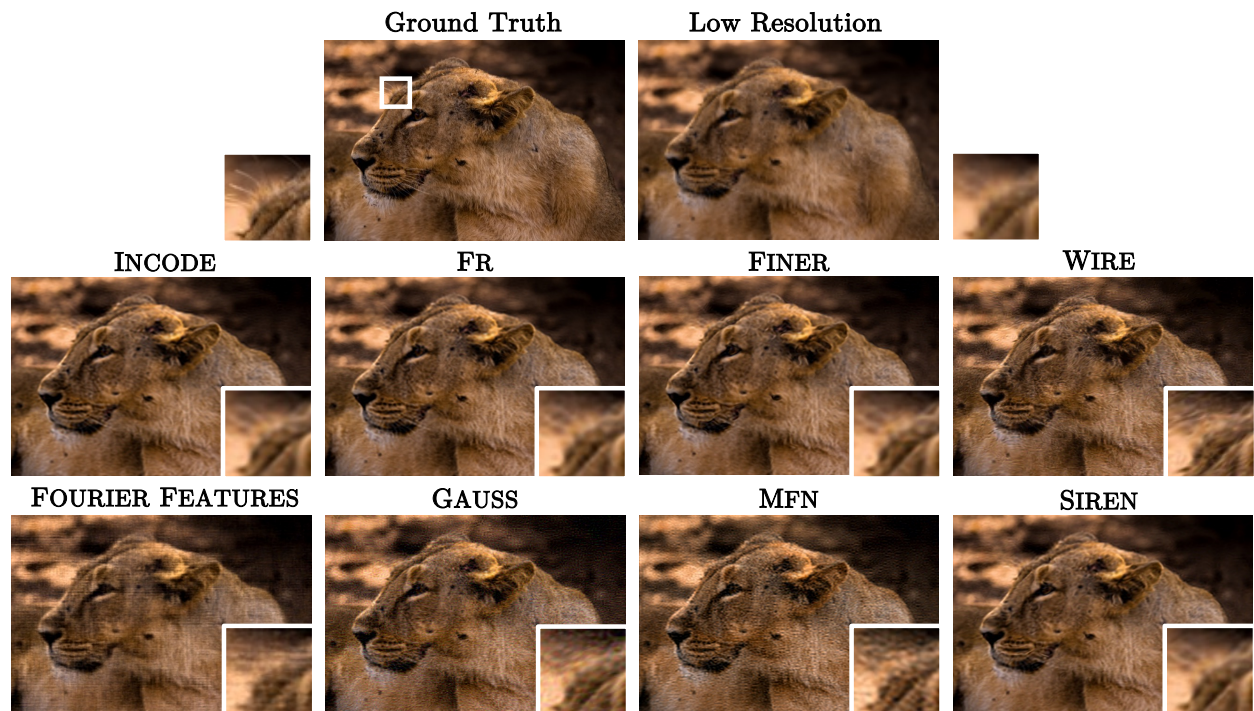 Ground Truth
Low Resolution
INCODE
FR
FINER
WIRE
FOURIER FEATURES
GAUSS
MFN
SIREN